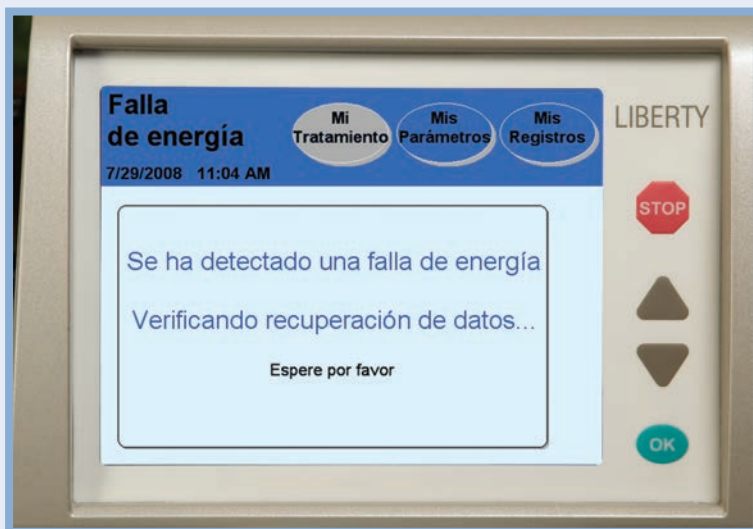 Falla
de energía
7/29/2008 11:04 AM
Mi
Tratamiento
Mis
Parámetros
Mis
Registros
LIBERTY
STOP
Se ha detectado una falla de energía
Verificando recuperación de datos...
Espere por favor
OK